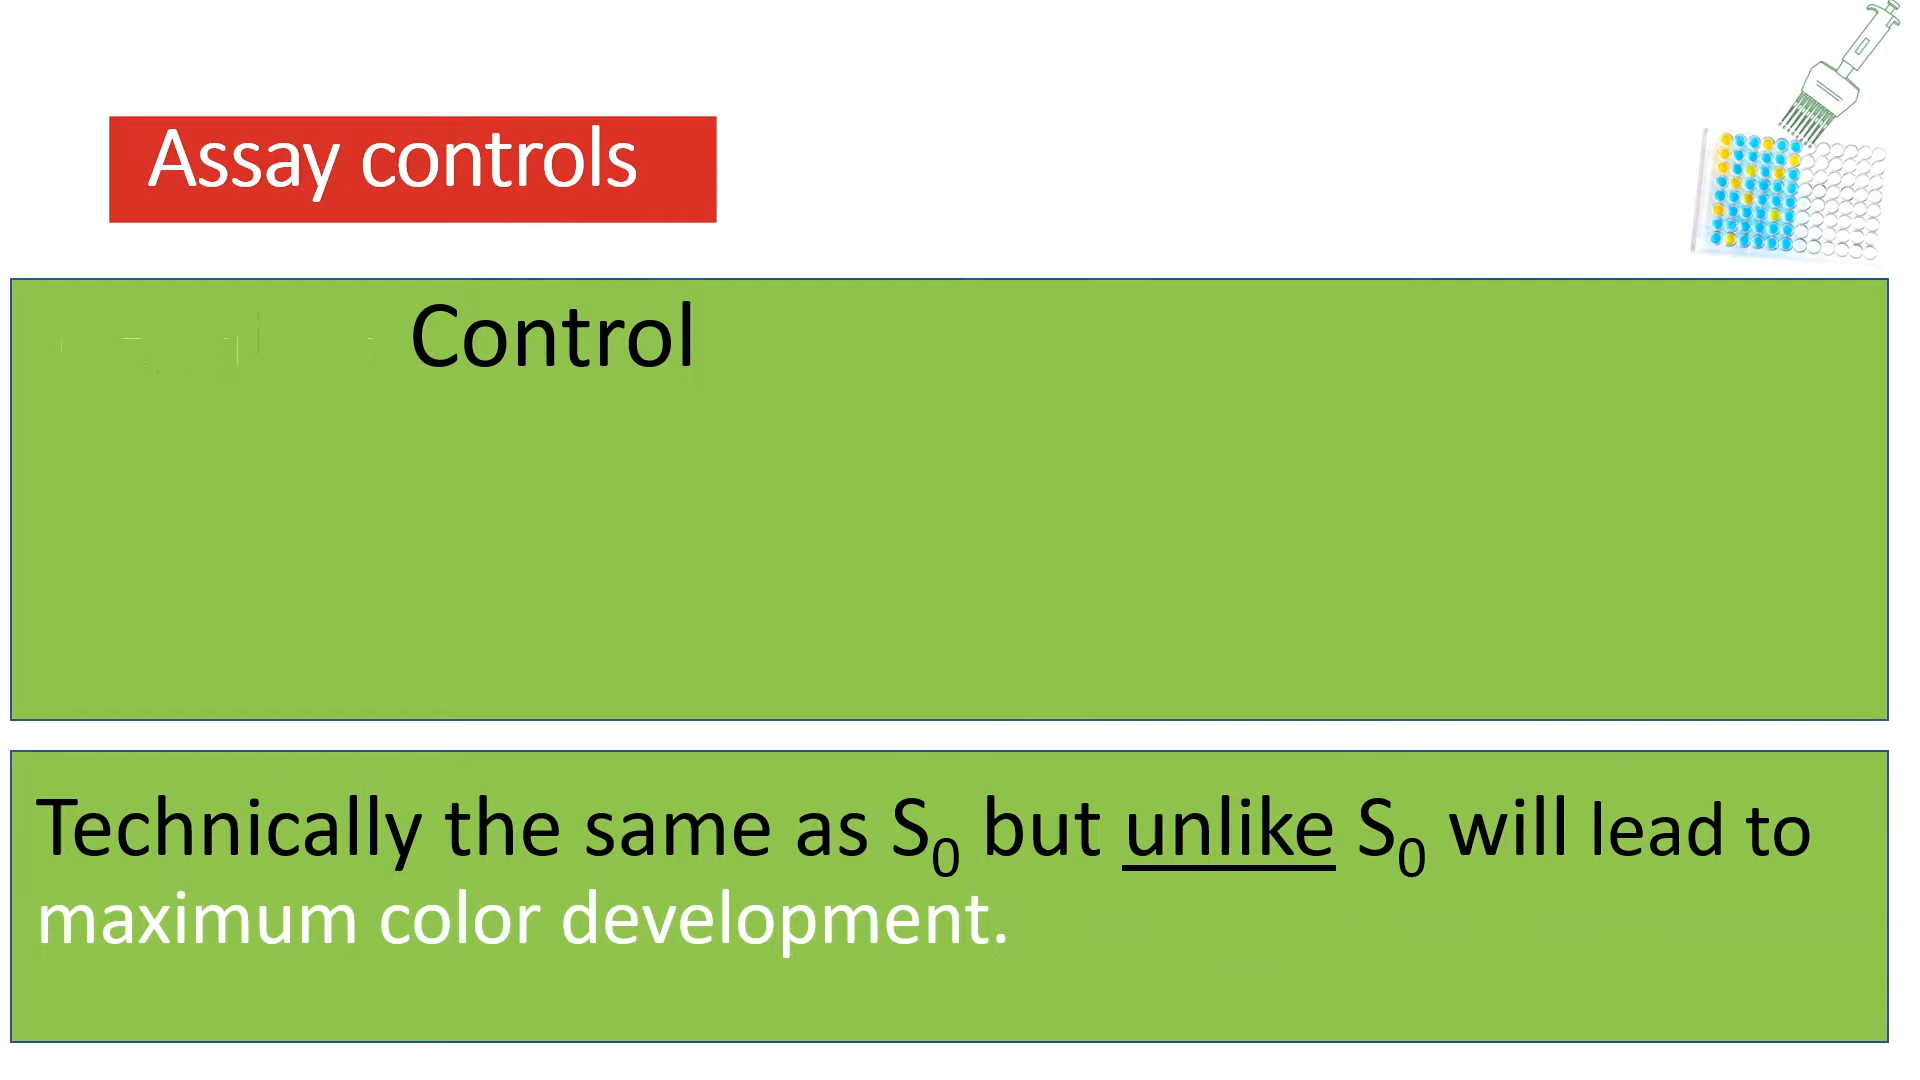 Assay controls
Control
Technically the same as S₀ but unlike S₀ will lead to
maximum color development.